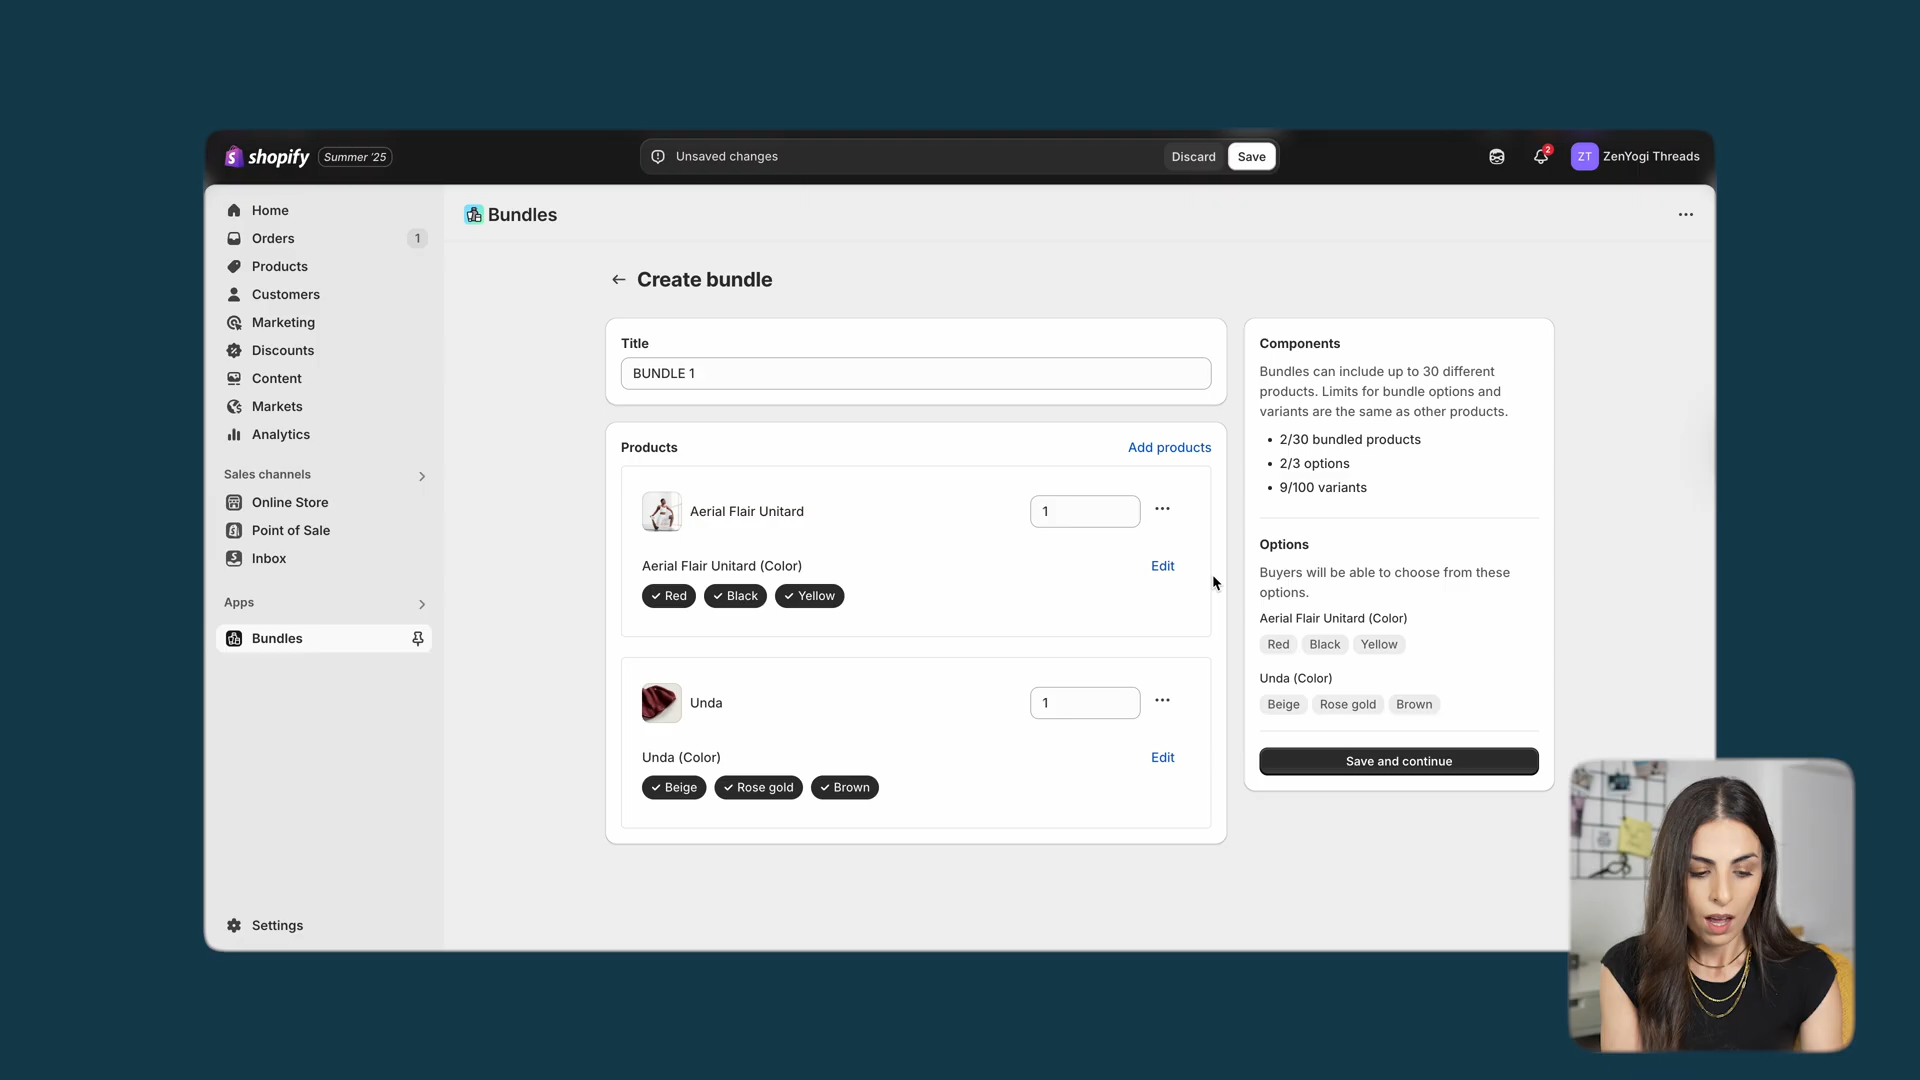 shopify Summer '25
Unsaved changes
Discard
Save
2
ZT
ZenYogi Threads
Home
Orders
1
Products
Customers
Marketing
Discounts
Content
Markets
Analytics
Sales channels
Online Store
Point of Sale
Inbox
Apps
Bundles
Settings
Bundles
Create bundle
Title
BUNDLE 1
Products
Add products
Aerial Flair Unitard
1
Aerial Flair Unitard (Color)
Edit
Red
Black
Yellow
Unda
1
Unda (Color)
Edit
Beige
Rose gold
Brown
Components
Bundles can include up to 30 different
products. Limits for bundle options and
variants are the same as other products.
• 2/30 bundled products
• 2/3 options
• 9/100 variants
Options
Buyers will be able to choose from these
options.
Aerial Flair Unitard (Color)
Red
Black
Yellow
Unda (Color)
Beige
Rose gold
Brown
Save and continue